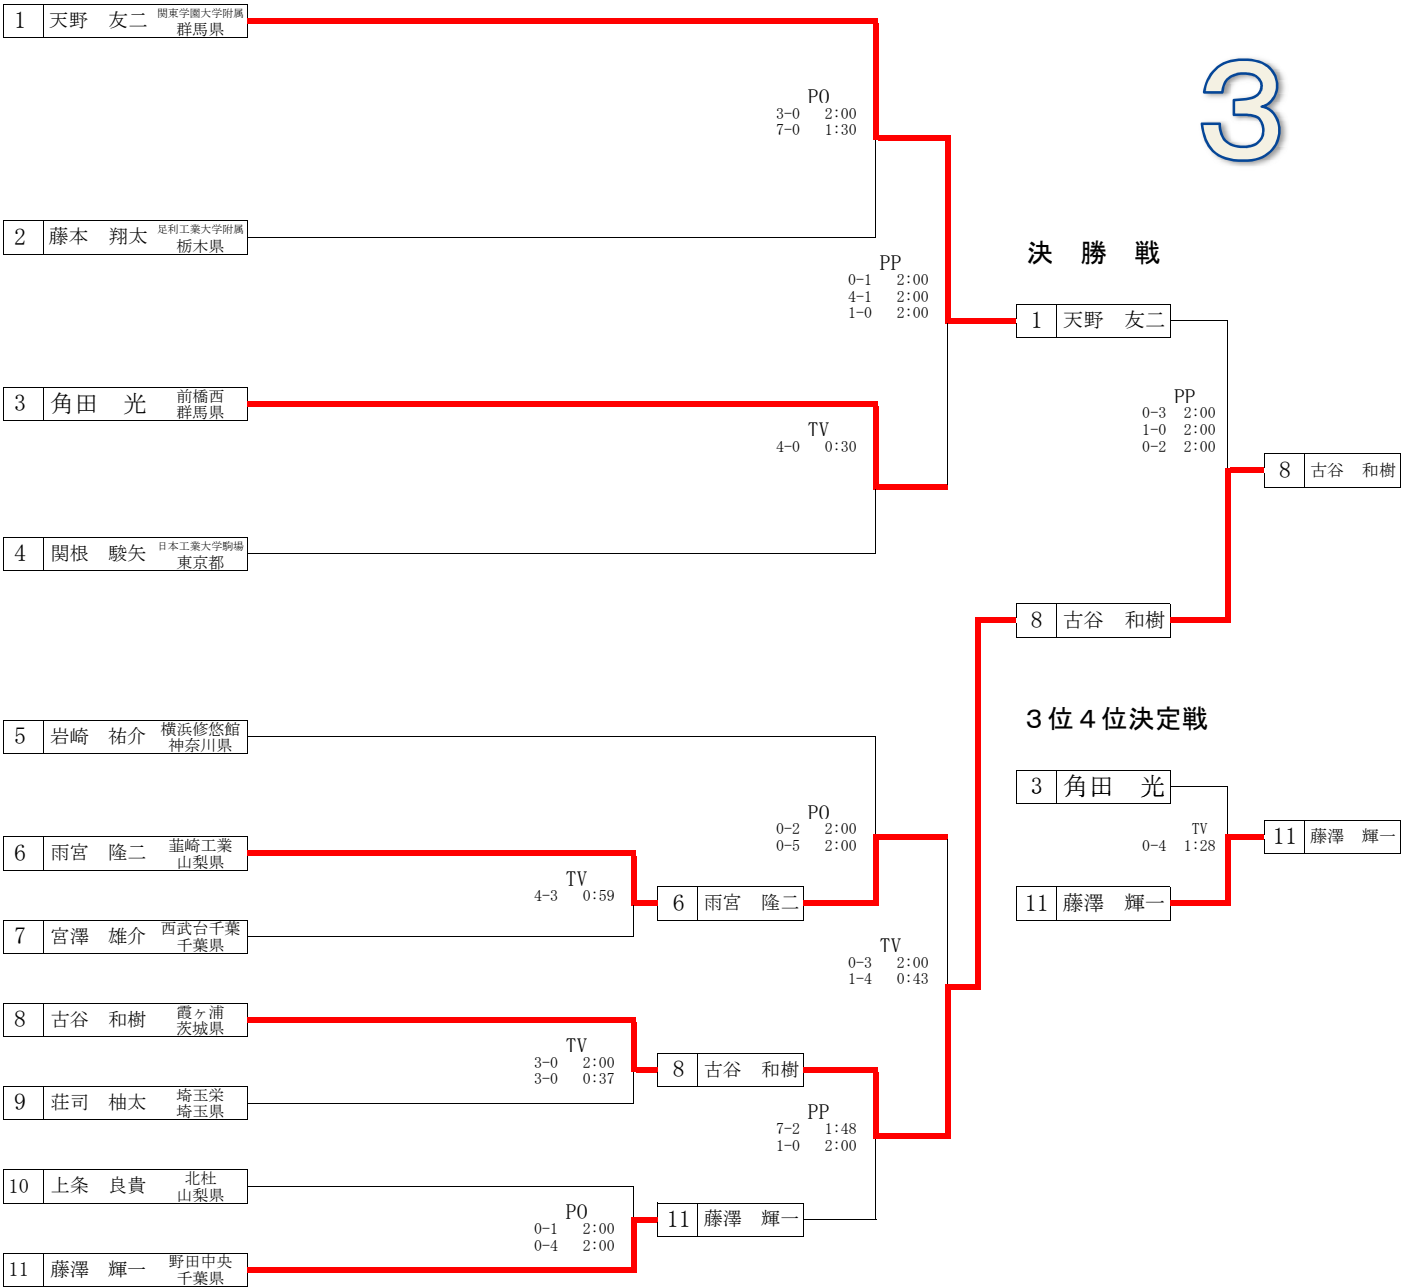 1 天野 友二 関東学園大学附属
群馬県
3
PO
3-0 2:00
7-0 1:30
2 藤本 翔太 足利工業大学附属
栃木県
決 勝 戦
PP
0-1 2:00
4-1 2:00
1-0 2:00
1 天野 友二
3 角田 光 前橋西
群馬県
PP
0-3 2:00
1-0 2:00
0-2 2:00
TV
4-0 0:30
8 古谷 和樹
4 関根 駿矢 日本工業大学駒場
東京都
8 古谷 和樹
3位4位決定戦
5 岩崎 祐介 横浜修悠館
神奈川県
3 角田 光
PO
0-2 2:00
0-5 2:00
TV
0-4 1:28
11 藤澤 輝一
6 雨宮 隆二 韮崎工業
山梨県
TV
4-3 0:59
6 雨宮 隆二
11 藤澤 輝一
7 宮澤 雄介 西武台千葉
千葉県
TV
0-3 2:00
1-4 0:43
8 古谷 和樹 霞ヶ浦
茨城県
TV
3-0 2:00
3-0 0:37
8 古谷 和樹
9 荘司 柚太 埼玉栄
埼玉県
PP
7-2 1:48
1-0 2:00
10 上条 良貴 北杜
山梨県
PO
0-1 2:00
0-4 2:00
11 藤澤 輝一
11 藤澤 輝一 野田中央
千葉県